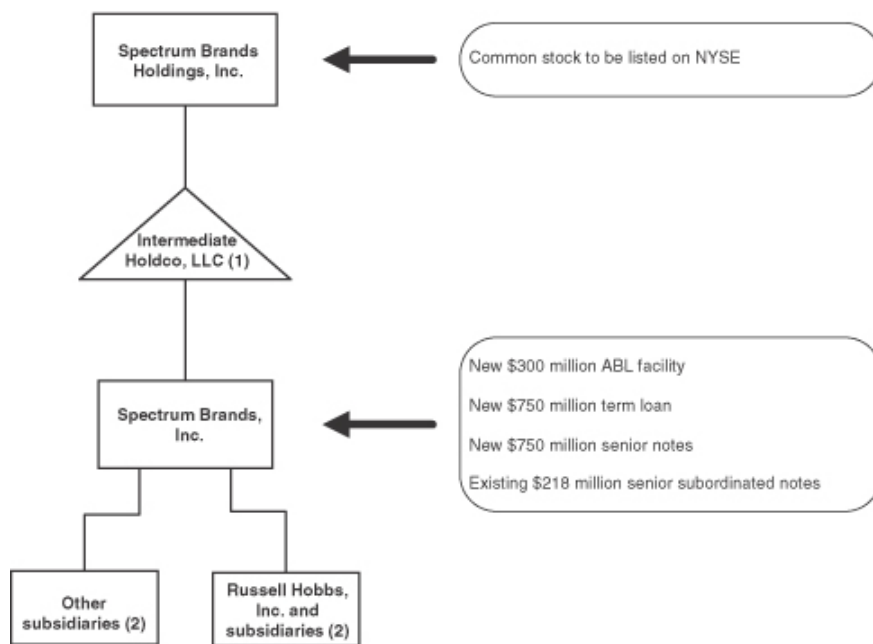 Spectrum Brands
Holdings, Inc.
Common stock to be listed on NYSE
Intermediate
Holdco, LLC (1)
Spectrum Brands,
Inc.
New $300 million ABL facility
New $750 million term loan
New $750 million senior notes
Existing $218 million senior subordinated notes
Other
subsidiaries (2)
Russell Hobbs,
Inc. and
subsidiaries (2)